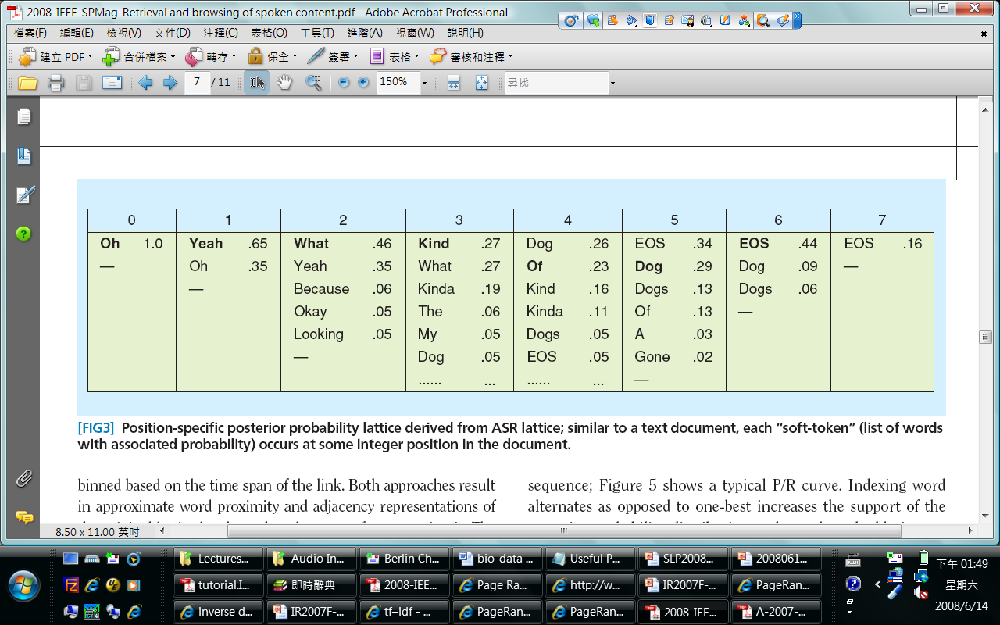 2008-IEEE-SPMag-Retrieval and browsing of spoken content.pdf - Adobe Acrobat Professional
檔案(F) 編輯(E) 檢視(V) 文件(D) 注釋(C) 表格(O) 工具(T) 進階(A) 視窗(W) 說明(H)
建立 PDF 合併檔案 轉存 保全 簽署 表格 審核和注釋
7 / 11 150% 尋找
0 1 2 3 4 5 6 7
Oh 1.0 Yeah .65 What .46 Kind .27 Dog .26 EOS .34 EOS .44 EOS .16
— Oh .35 Yeah .35 What .27 Of .23 Dog .29 Dog .09 —
— Because .06 Kinda .19 Kind .16 Dogs .13 Dogs .06
Okay .05 The .06 Kinda .11 Of .13 —
Looking .05 My .05 Dogs .05 A .03
— Dog .05 EOS .05 Gone .02
...... ... ...... ... —
[FIG3] Position-specific posterior probability lattice derived from ASR lattice; similar to a text document, each “soft-token” (list of words
with associated probability) occurs at some integer position in the document.
binned based on the time span of the link. Both approaches result
in approximate word proximity and adjacency representations of
sequence; Figure 5 shows a typical P/R curve. Indexing word
alternates as opposed to one-best increases the support of the
8.50 x 11.00 英吋
Lectures... Audio In... Berlin Ch... bio-data ... Useful P... SLP2008... 2008061... 下午 01:49
tutorial.I... 即時辭典 2008-IEE... Page Ra... http://w... IR2007F-... PageRan... 星期六
inverse d... IR2007F-... tf-idf - ... PageRan... PageRan... 2008-IEE... A-2007-... 2008/6/14